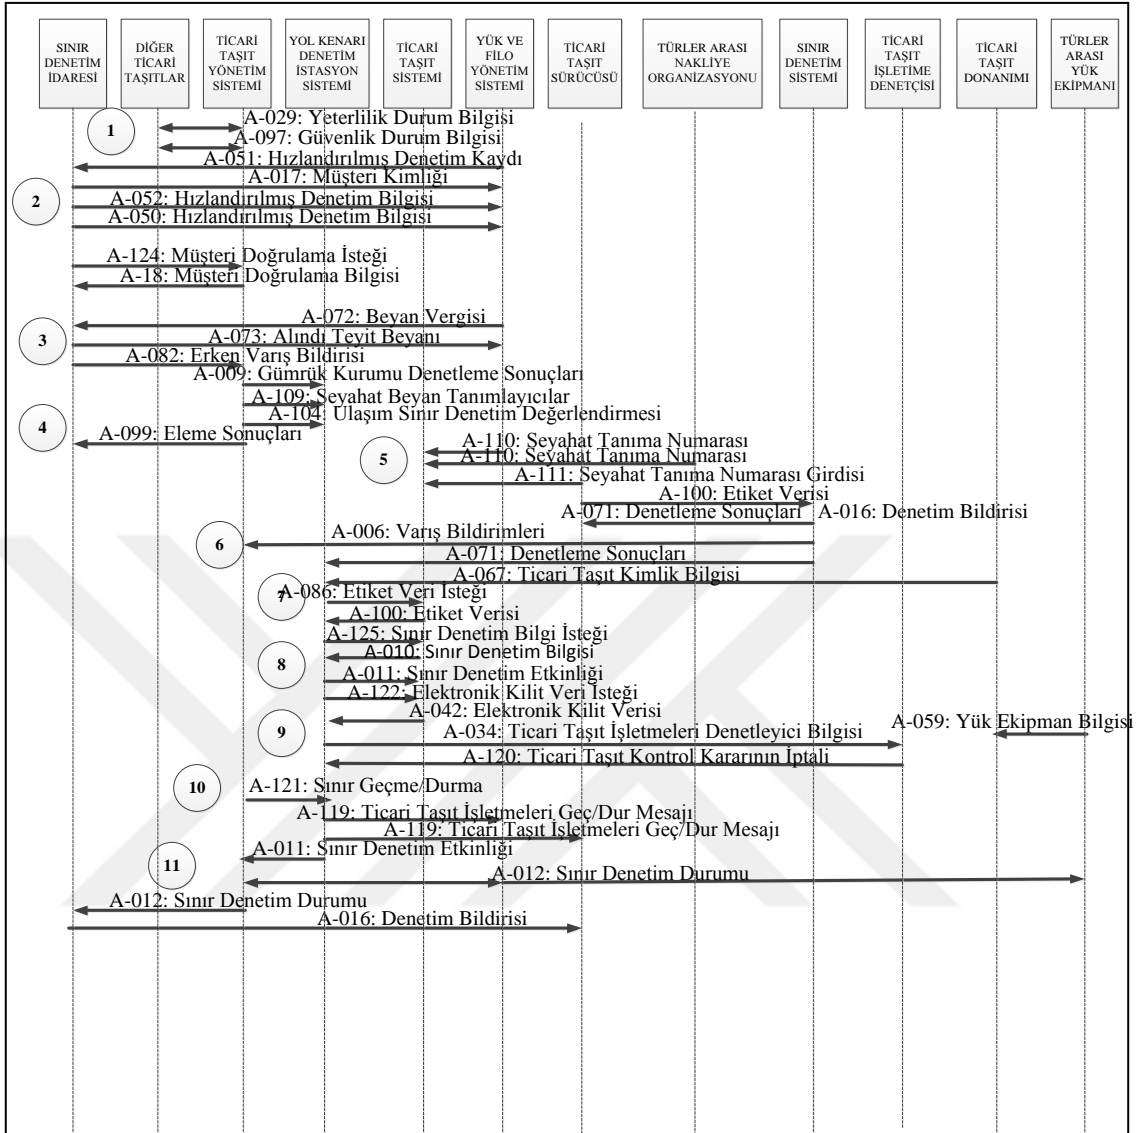 SINIR
DENETİM
İDARESİ
DİĞER
TİCARİ
TAŞITLAR
TİCARİ
TAŞIT
YÖNETİM
SİSTEMİ
YOL KENARI
DENETİM
İSTASYON
SİSTEMİ
TİCARİ
TAŞIT
SİSTEMİ
YÜK VE
FİLO
YÖNETİM
SİSTEMİ
TİCARİ
TAŞIT
SÜRÜCÜSÜ
TÜRLER ARASI
NAKLİYE
ORGANİZASYONU
SINIR
DENETİM
SİSTEMİ
TİCARİ
TAŞIT
İŞLETİME
DENETÇİSİ
TİCARİ
TAŞIT
DONANIMI
TÜRLER
ARASI
YÜK
EKİPMANI
1
A-029: Yeterlilik Durum Bilgisi
A-097: Güvenlik Durum Bilgisi
A-051: Hızlandırılmış Denetim Kaydı
A-017: Müşteri Kimliği
2
A-052: Hızlandırılmış Denetim Bilgisi
A-050: Hızlandırılmış Denetim Bilgisi
A-124: Müşteri Doğrulama İsteği
A-18: Müşteri Doğrulama Bilgisi
A-072: Beyan Vergisi
3
A-073: Alındı Teyit Beyanı
A-082: Erken Varış Bildirisi
A-009: Gümrük Kurumu Denetleme Sonuçları
A-109: Seyahat Beyan Tanımlayıcılar
A-104: Ulaşım Sınır Denetim Değerlendirmesi
4
A-099: Eleme Sonuçları
A-110: Seyahat Tanıma Numarası
5
A-110: Seyahat Tanıma Numarası
A-111: Seyahat Tanıma Numarası Girdisi
A-100: Etiket Verisi
A-071: Denetleme Sonuçları
A-016: Denetim Bildirisi
A-006: Varış Bildirimleri
6
A-071: Denetleme Sonuçları
A-067: Ticari Taşıt Kimlik Bilgisi
A-086: Etiket Veri İsteği
7
A-100: Etiket Verisi
A-125: Sınır Denetim Bilgi İsteği
A-010: Sınır Denetim Bilgisi
8
A-011: Sınır Denetim Etkinliği
A-122: Elektronik Kilit Veri İsteği
A-042: Elektronik Kilit Verisi
A-059: Yük Ekipman Bilgisi
9
A-034: Ticari Taşıt İşletmeleri Denetleyici Bilgisi
A-120: Ticari Taşıt Kontrol Kararının İptali
10
A-121: Sınır Geçme/Durma
A-119: Ticari Taşıt İşletmeleri Geç/Dur Mesajı
A-119: Ticari Taşıt İşletmeleri Geç/Dur Mesajı
A-011: Sınır Denetim Etkinliği
11
A-012: Sınır Denetim Durumu
A-012: Sınır Denetim Durumu
A-016: Denetim Bildirisi